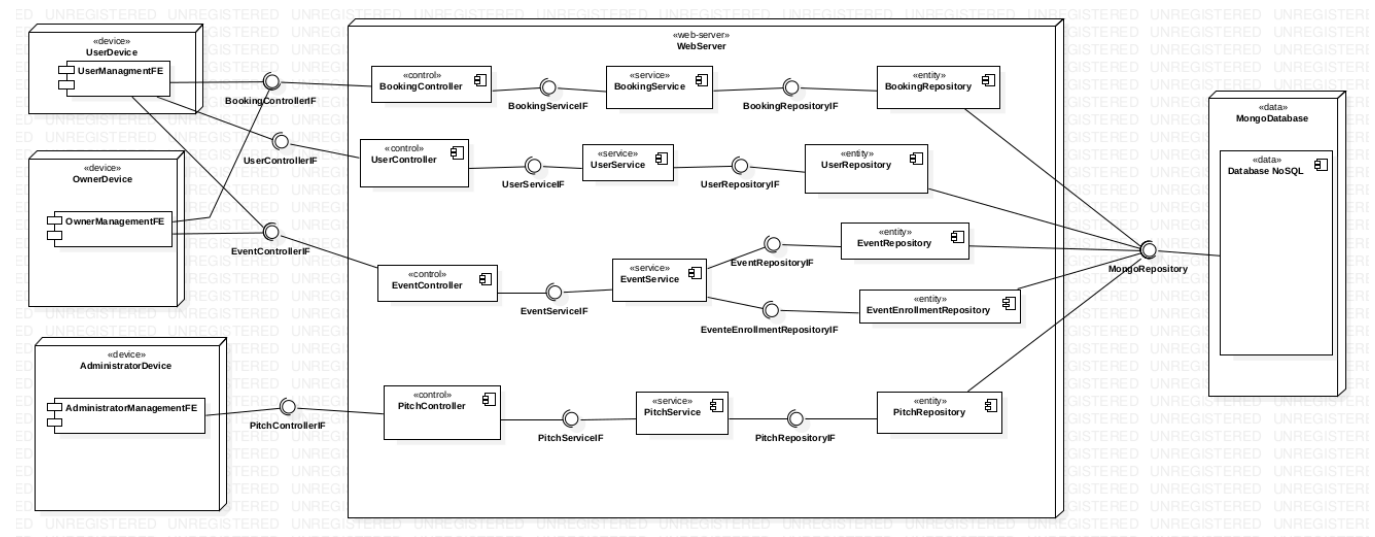 «device»
UserDevice
UserManagmentFE
«device»
OwnerDevice
OwnerManagementFE
«device»
AdministratorDevice
AdministratorManagementFE
BookingControllerIF
UserControllerIF
EventControllerIF
PitchControllerIF
«web-server»
WebServer
«control»
BookingController
BookingServiceIF
«service»
BookingService
BookingRepositoryIF
«entity»
BookingRepository
«control»
UserController
UserServiceIF
«service»
UserService
UserRepositoryIF
«entity»
UserRepository
«control»
EventController
EventServiceIF
«service»
EventService
EventRepositoryIF
«entity»
EventRepository
EventeEnrollmentRepositoryIF
«entity»
EventEnrollmentRepository
«control»
PitchController
PitchServiceIF
«service»
PitchService
PitchRepositoryIF
«entity»
PitchRepository
MongoRepository
«data»
MongoDatabase
«data»
Database NoSQL
UNREGISTERED